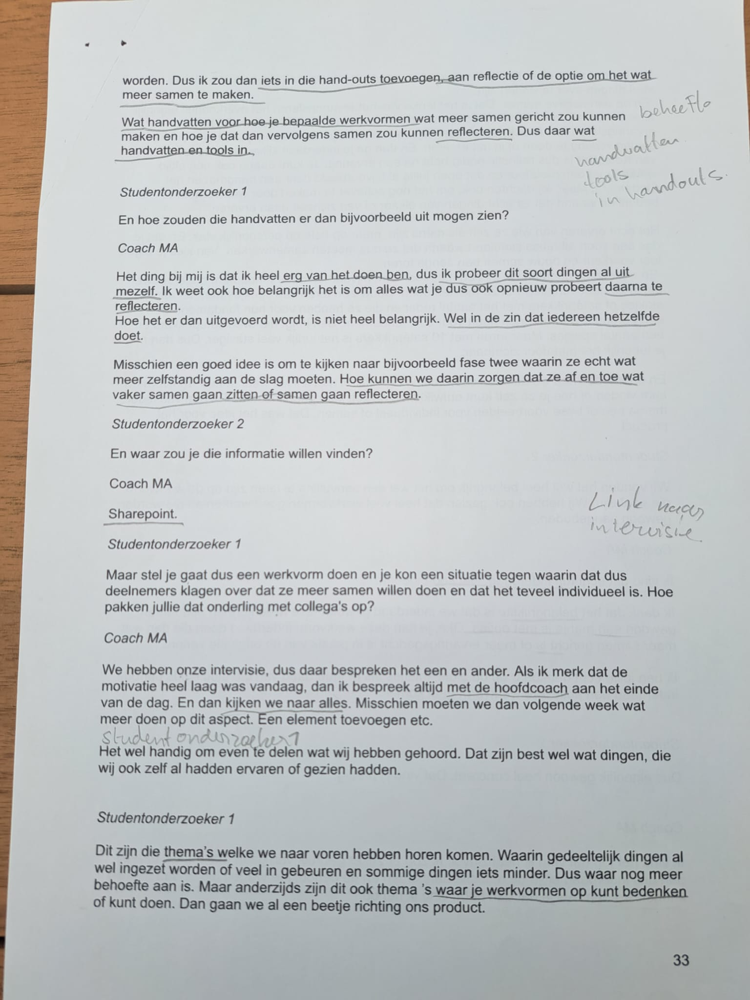 worden. Dus ik zou dan iets in die hand-outs toevoegen, aan reflectie of de optie om het wat
meer samen te maken.
Wat handvatten voor hoe je bepaalde werkvormen wat meer samen gericht zou kunnen
maken en hoe je dat dan vervolgens samen zou kunnen reflecteren. Dus daar wat
handvatten en tools in.
handvatten
tools
in handouts.
Studentonderzoeker 1
En hoe zouden die handvatten er dan bijvoorbeeld uit mogen zien?
Coach MA
Het ding bij mij is dat ik heel erg van het doen ben, dus ik probeer dit soort dingen al uit
mezelf. Ik weet ook hoe belangrijk het is om alles wat je dus ook opnieuw probeert daarna te
reflecteren.
Hoe het er dan uitgevoerd wordt, is niet heel belangrijk. Wel in de zin dat iedereen hetzelfde
doet.
Misschien een goed idee is om te kijken naar bijvoorbeeld fase twee waarin ze echt wat
meer zelfstandig aan de slag moeten. Hoe kunnen we daarin zorgen dat ze af en toe wat
vaker samen gaan zitten of samen gaan reflecteren.
Studentonderzoeker 2
En waar zou je die informatie willen vinden?
Coach MA
Sharepoint.
Link naar
intervisie
Studentonderzoeker 1
Maar stel je gaat dus een werkvorm doen en je kon een situatie tegen waarin dat dus
deelnemers klagen over dat ze meer samen willen doen en dat het teveel individueel is. Hoe
pakken jullie dat onderling met collega's op?
Coach MA
We hebben onze intervisie, dus daar bespreken het een en ander. Als ik merk dat de
motivatie heel laag was vandaag, dan ik bespreek altijd met de hoofdcoach aan het einde
van de dag. En dan kijken we naar alles. Misschien moeten we dan volgende week wat
meer doen op dit aspect. Een element toevoegen etc.
studentonderzoeker 1
Het wel handig om even te delen wat wij hebben gehoord. Dat zijn best wel wat dingen, die
wij ook zelf al hadden ervaren of gezien hadden.
Studentonderzoeker 1
Dit zijn die thema's welke we naar voren hebben horen komen. Waarin gedeeltelijk dingen al
wel ingezet worden of veel in gebeuren en sommige dingen iets minder. Dus waar nog meer
behoefte aan is. Maar anderzijds zijn dit ook thema 's waar je werkvormen op kunt bedenken
of kunt doen. Dan gaan we al een beetje richting ons product.
33